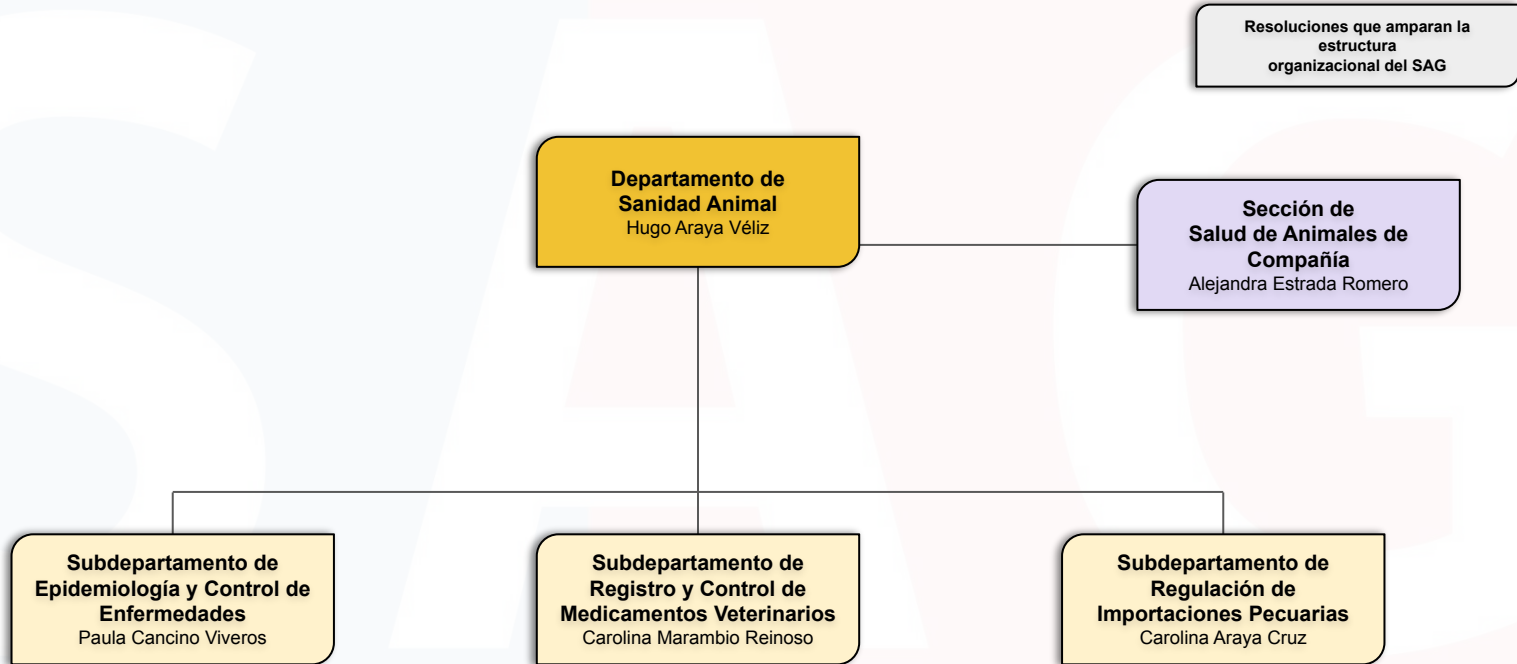 Resoluciones que amparan la
estructura
organizacional del SAG
Departamento de
Sanidad Animal
Hugo Araya Véliz
Sección de
Salud de Animales de
Compañía
Alejandra Estrada Romero
Subdepartamento de
Epidemiología y Control de
Enfermedades
Paula Cancino Viveros
Subdepartamento de
Registro y Control de
Medicamentos Veterinarios
Carolina Marambio Reinoso
Subdepartamento de
Regulación de
Importaciones Pecuarias
Carolina Araya Cruz
SAG